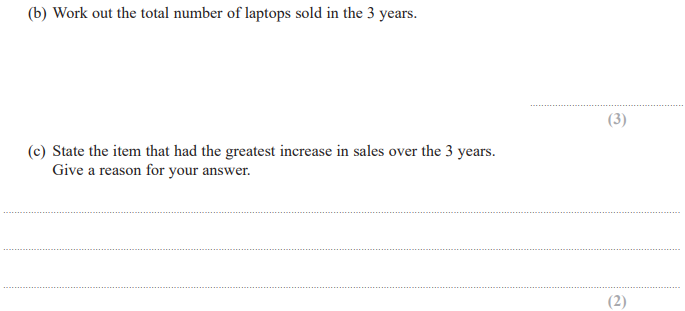 (b) Work out the total number of laptops sold in the 3 years.
(3)
(c) State the item that had the greatest increase in sales over the 3 years.
Give a reason for your answer.
(2)